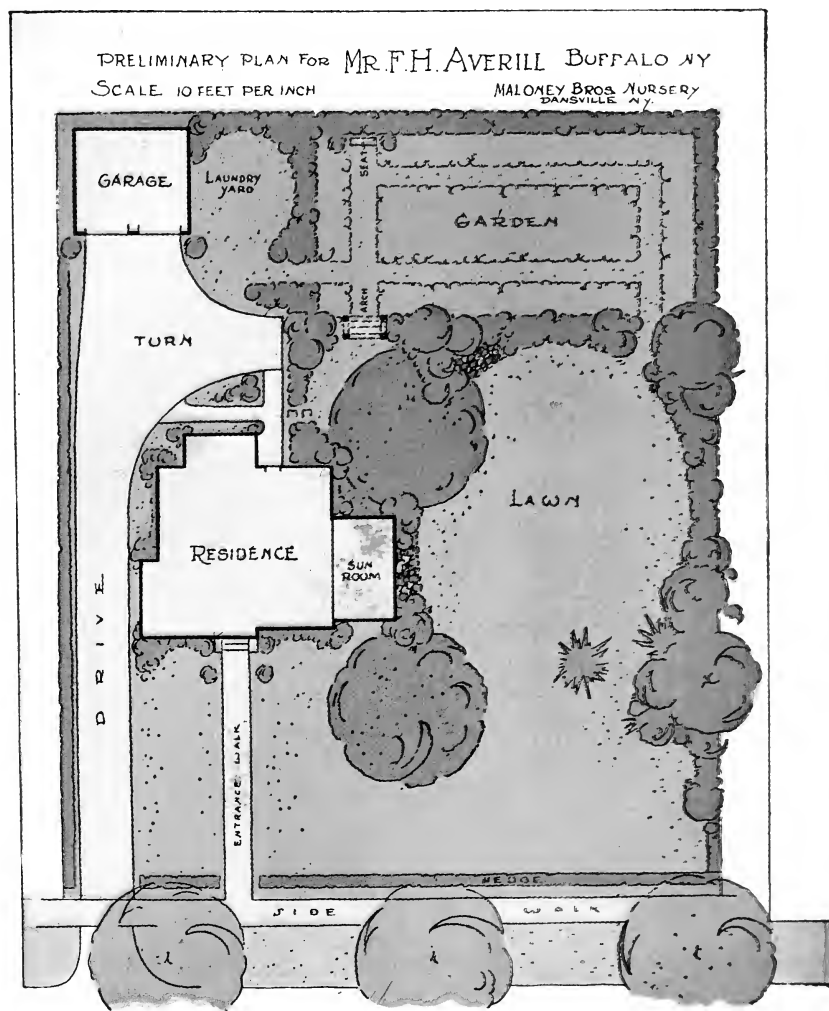 PRELIMINARY PLAN FOR MR. F. H. AVERILL BUFFALO NY
SCALE 10 FEET PER INCH
MALONEY BROS. NURSERY
DANSVILLE N.Y.
GARAGE
LAUNDRY
YARD
SEAT
GARDEN
ARCH
TURN
LAWN
RESIDENCE
SUN
ROOM
DRIVE
ENTRANCE WALK
HEDGE
SIDE WALK